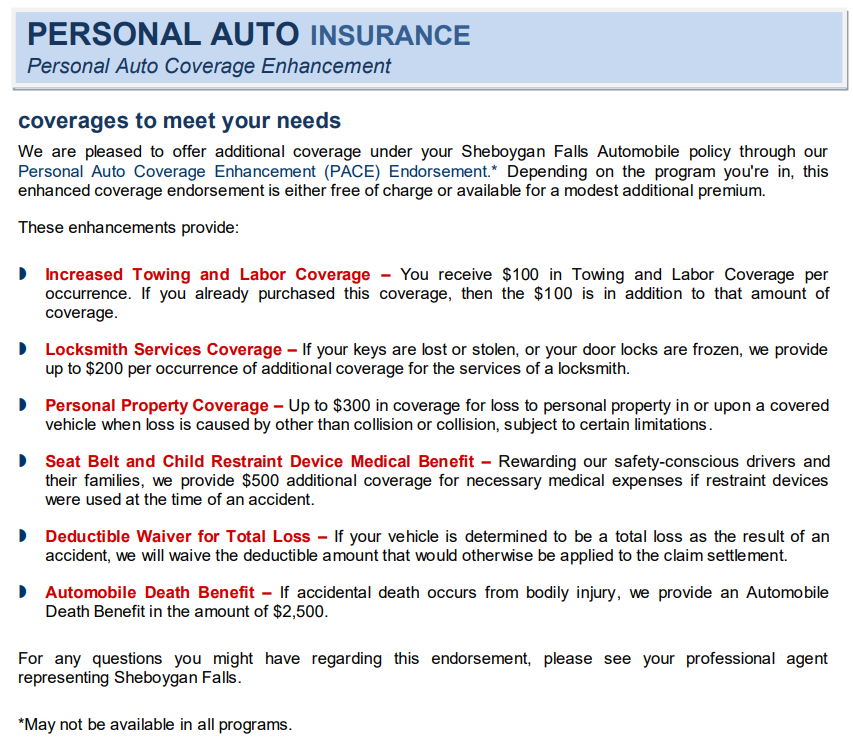 PERSONAL AUTO INSURANCE
Personal Auto Coverage Enhancement
coverages to meet your needs
We are pleased to offer additional coverage under your Sheboygan Falls Automobile policy through our
Personal Auto Coverage Enhancement (PACE) Endorsement.* Depending on the program you're in, this
enhanced coverage endorsement is either free of charge or available for a modest additional premium.
These enhancements provide:
Increased Towing and Labor Coverage – You receive $100 in Towing and Labor Coverage per
occurrence. If you already purchased this coverage, then the $100 is in addition to that amount of
coverage.
Locksmith Services Coverage – If your keys are lost or stolen, or your door locks are frozen, we provide
up to $200 per occurrence of additional coverage for the services of a locksmith.
Personal Property Coverage – Up to $300 in coverage for loss to personal property in or upon a covered
vehicle when loss is caused by other than collision or collision, subject to certain limitations.
Seat Belt and Child Restraint Device Medical Benefit – Rewarding our safety-conscious drivers and
their families, we provide $500 additional coverage for necessary medical expenses if restraint devices
were used at the time of an accident.
Deductible Waiver for Total Loss – If your vehicle is determined to be a total loss as the result of an
accident, we will waive the deductible amount that would otherwise be applied to the claim settlement.
Automobile Death Benefit – If accidental death occurs from bodily injury, we provide an Automobile
Death Benefit in the amount of $2,500.
For any questions you might have regarding this endorsement, please see your professional agent
representing Sheboygan Falls.
*May not be available in all programs.